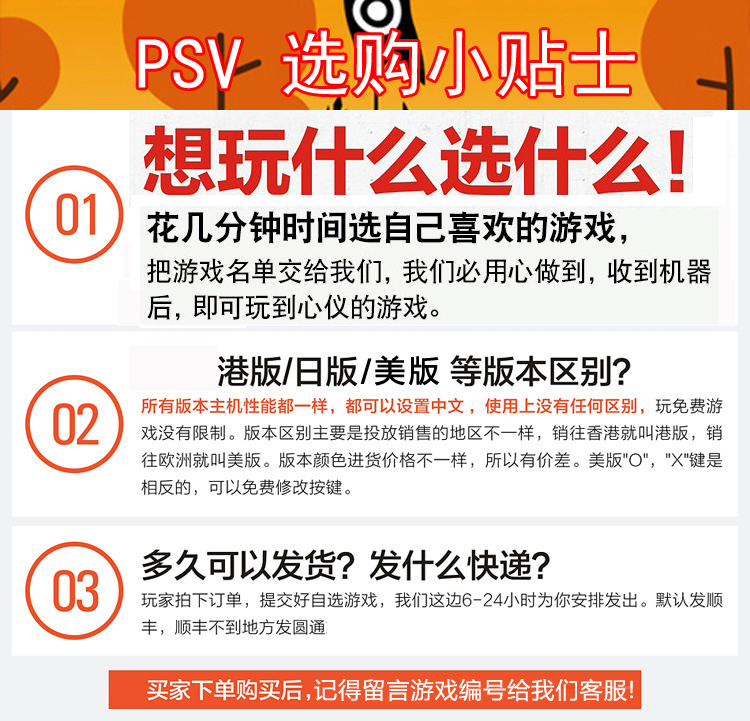 PSV 选购小贴士
01
想玩什么选什么!
花几分钟时间选自己喜欢的游戏，
把游戏名单交给我们, 我们必用心做到, 收到机器
后, 即可玩到心仪的游戏。
02
港版/日版/美版 等版本区别?
所有版本主机性能都一样，都可以设置中文 ，使用上没有任何区别，玩免费游
戏没有限制。版本区别主要是投放销售的地区不一样，销往香港就叫港版，销
往欧洲就叫美版。版本颜色进货价格不一样，所以有价差。美版"O"，"X"键是
相反的，可以免费修改按键。
03
多久可以发货？发什么快递?
玩家拍下订单，提交好自选游戏，我们这边6-24小时为你安排发出。默认发顺
丰，顺丰不到地方发圆通
买家下单购买后,记得留言游戏编号给我们客服!